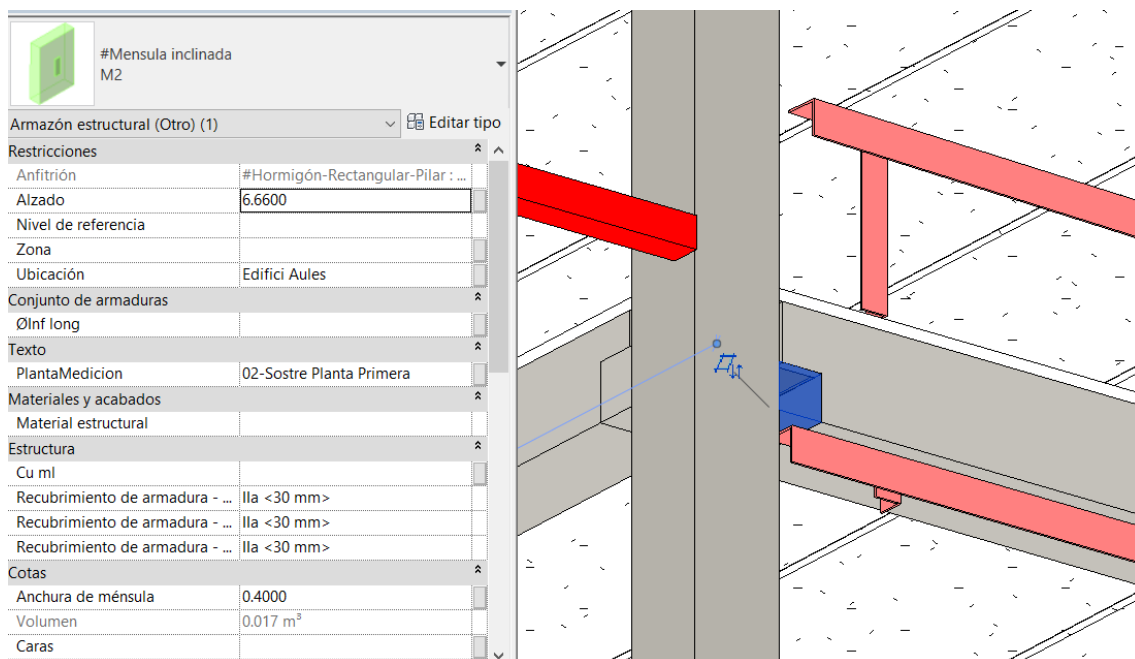 #Mensula inclinada
M2
Armazón estructural (Otro) (1)
Editar tipo
Restricciones
Anfitrión #Hormigón-Rectangular-Pilar : ...
Alzado 6.6600
Nivel de referencia
Zona
Ubicación Edifici Aules
Conjunto de armaduras
ØInf long
Texto
PlantaMedicion 02-Sostre Planta Primera
Materiales y acabados
Material estructural
Estructura
Cu ml
Recubrimiento de armadura - ... IIa <30 mm>
Recubrimiento de armadura - ... IIa <30 mm>
Recubrimiento de armadura - ... IIa <30 mm>
Cotas
Anchura de ménsula 0.4000
Volumen 0.017 m³
Caras